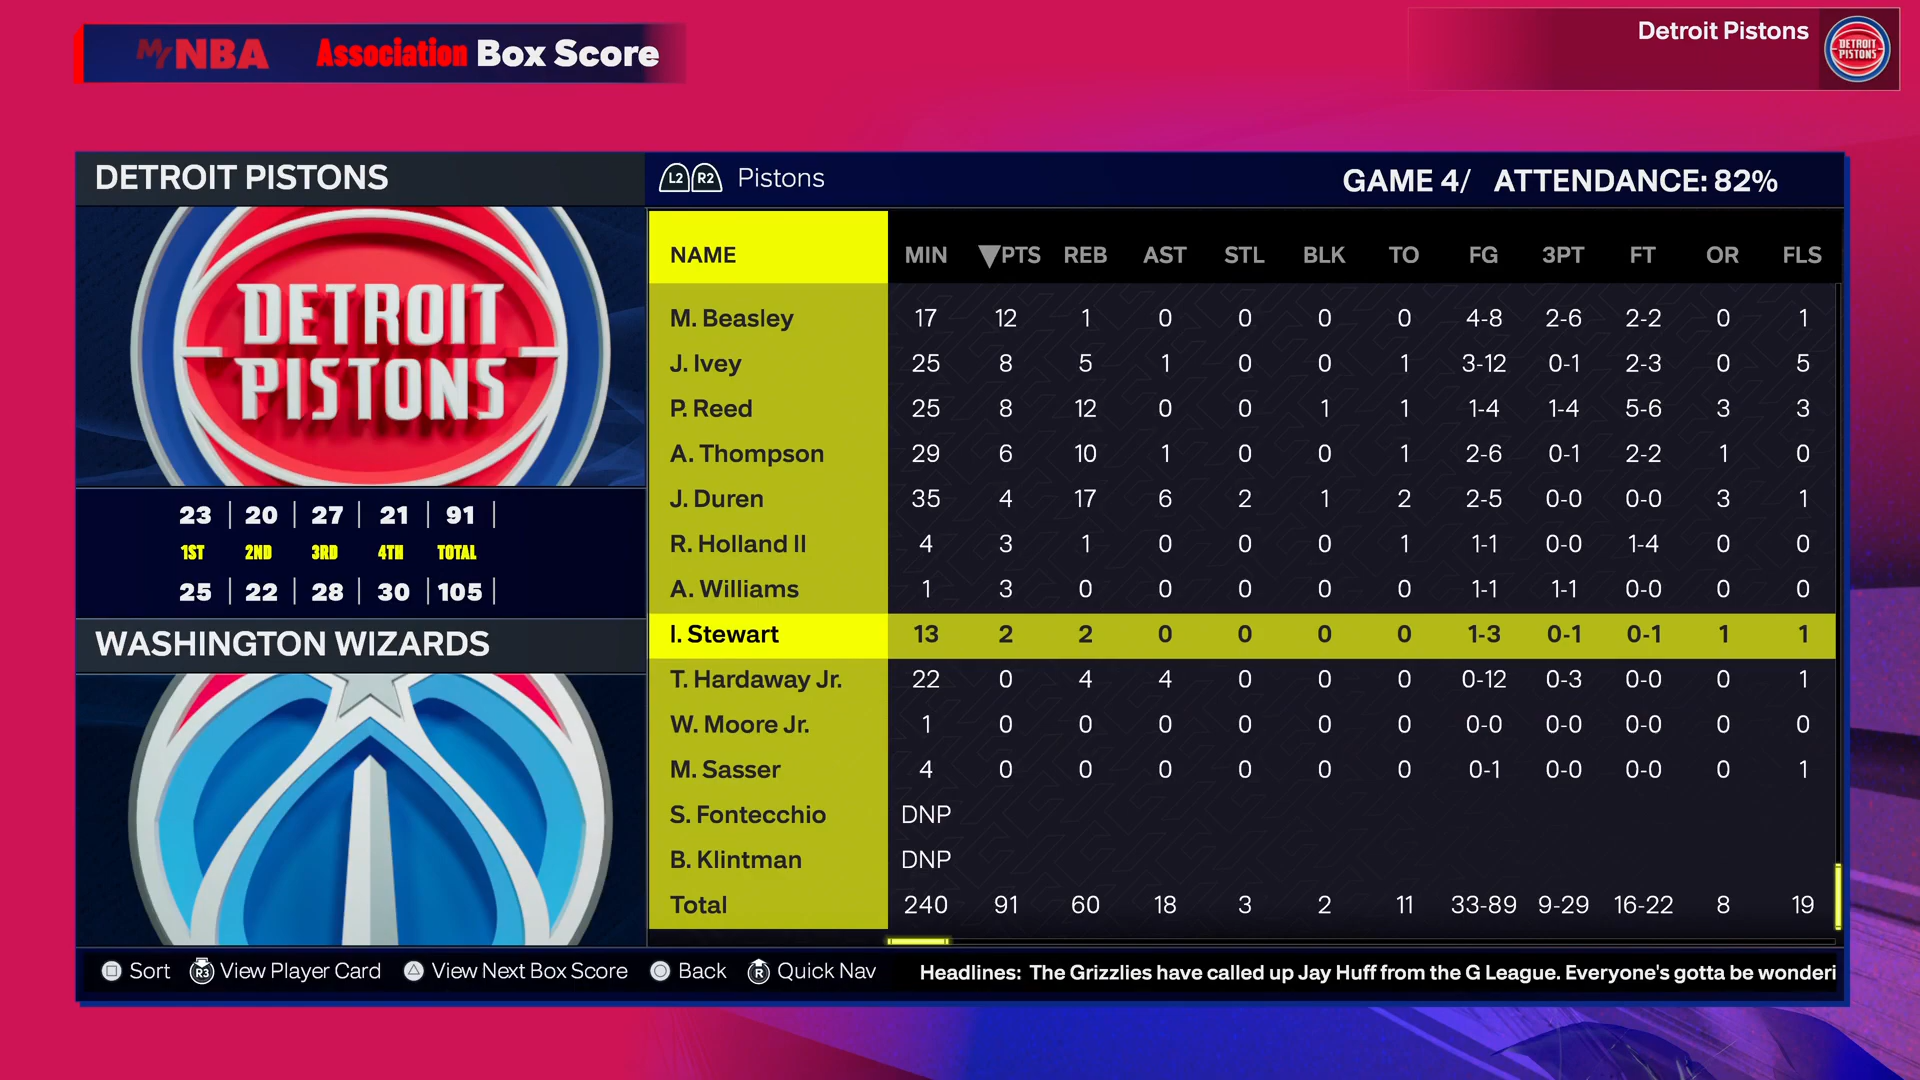 My NBA Association Box Score
Detroit Pistons
DETROIT PISTONS
DETROIT PISTONS
L2 R2 Pistons
GAME 4/ ATTENDANCE: 82%
DETROIT
PISTONS
23 20 27 21 91
1ST 2ND 3RD 4TH TOTAL
25 22 28 30 105
WASHINGTON WIZARDS
NAME MIN PTS REB AST STL BLK TO FG 3PT FT OR FLS
M. Beasley 17 12 1 0 0 0 0 4-8 2-6 2-2 0 1
J. Ivey 25 8 5 1 0 0 1 3-12 0-1 2-3 0 5
P. Reed 25 8 12 0 0 1 1 1-4 1-4 5-6 3 3
A. Thompson 29 6 10 1 0 0 1 2-6 0-1 2-2 1 0
J. Duren 35 4 17 6 2 1 2 2-5 0-0 0-0 3 1
R. Holland II 4 3 1 0 0 0 1 1-1 0-0 1-4 0 0
A. Williams 1 3 0 0 0 0 0 1-1 1-1 0-0 0 0
I. Stewart 13 2 2 0 0 0 0 1-3 0-1 0-1 1 1
T. Hardaway Jr. 22 0 4 4 0 0 0 0-12 0-3 0-0 0 1
W. Moore Jr. 1 0 0 0 0 0 0 0-0 0-0 0-0 0 0
M. Sasser 4 0 0 0 0 0 0 0-1 0-0 0-0 0 1
S. Fontecchio DNP
B. Klintman DNP
Total 240 91 60 18 3 2 11 33-89 9-29 16-22 8 19
Sort R3 View Player Card View Next Box Score Back R Quick Nav
Headlines: The Grizzlies have called up Jay Huff from the G League. Everyone's gotta be wonderi